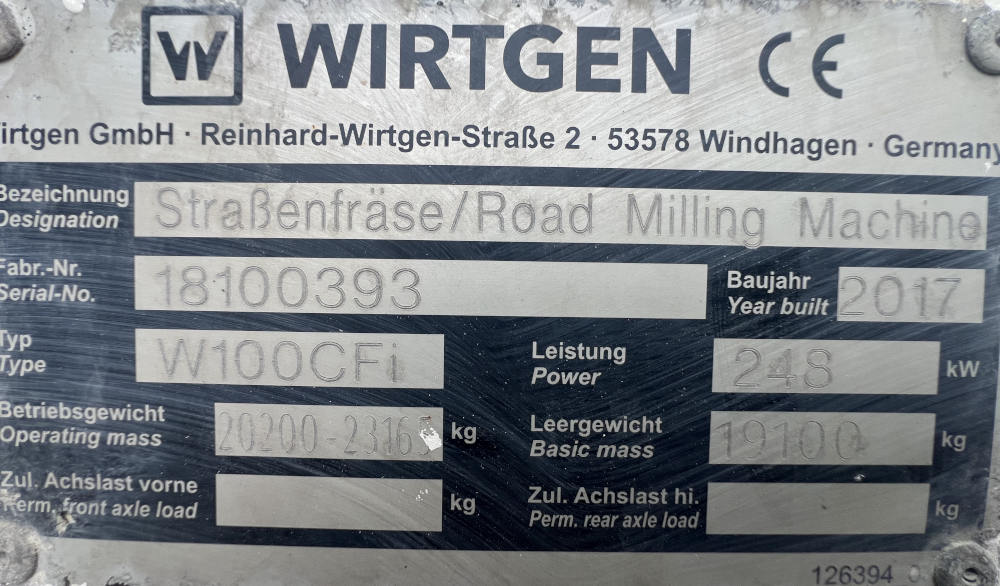 W WIRTGEN CE
irtgen GmbH · Reinhard-Wirtgen-Straße 2 · 53578 Windhagen · Germany
Bezeichnung
Designation
Straßenfräse/Road Milling Machine
Fabr.-Nr.
Serial-No.
18100393
Baujahr
Year built
2017
Typ
Type
W100CFi
Leistung
Power
248 kW
Betriebsgewicht
Operating mass
20200-23165 kg
Leergewicht
Basic mass
19100 kg
Zul. Achslast vorne
Perm. front axle load
kg
Zul. Achslast hi.
Perm. rear axle load
kg
126394